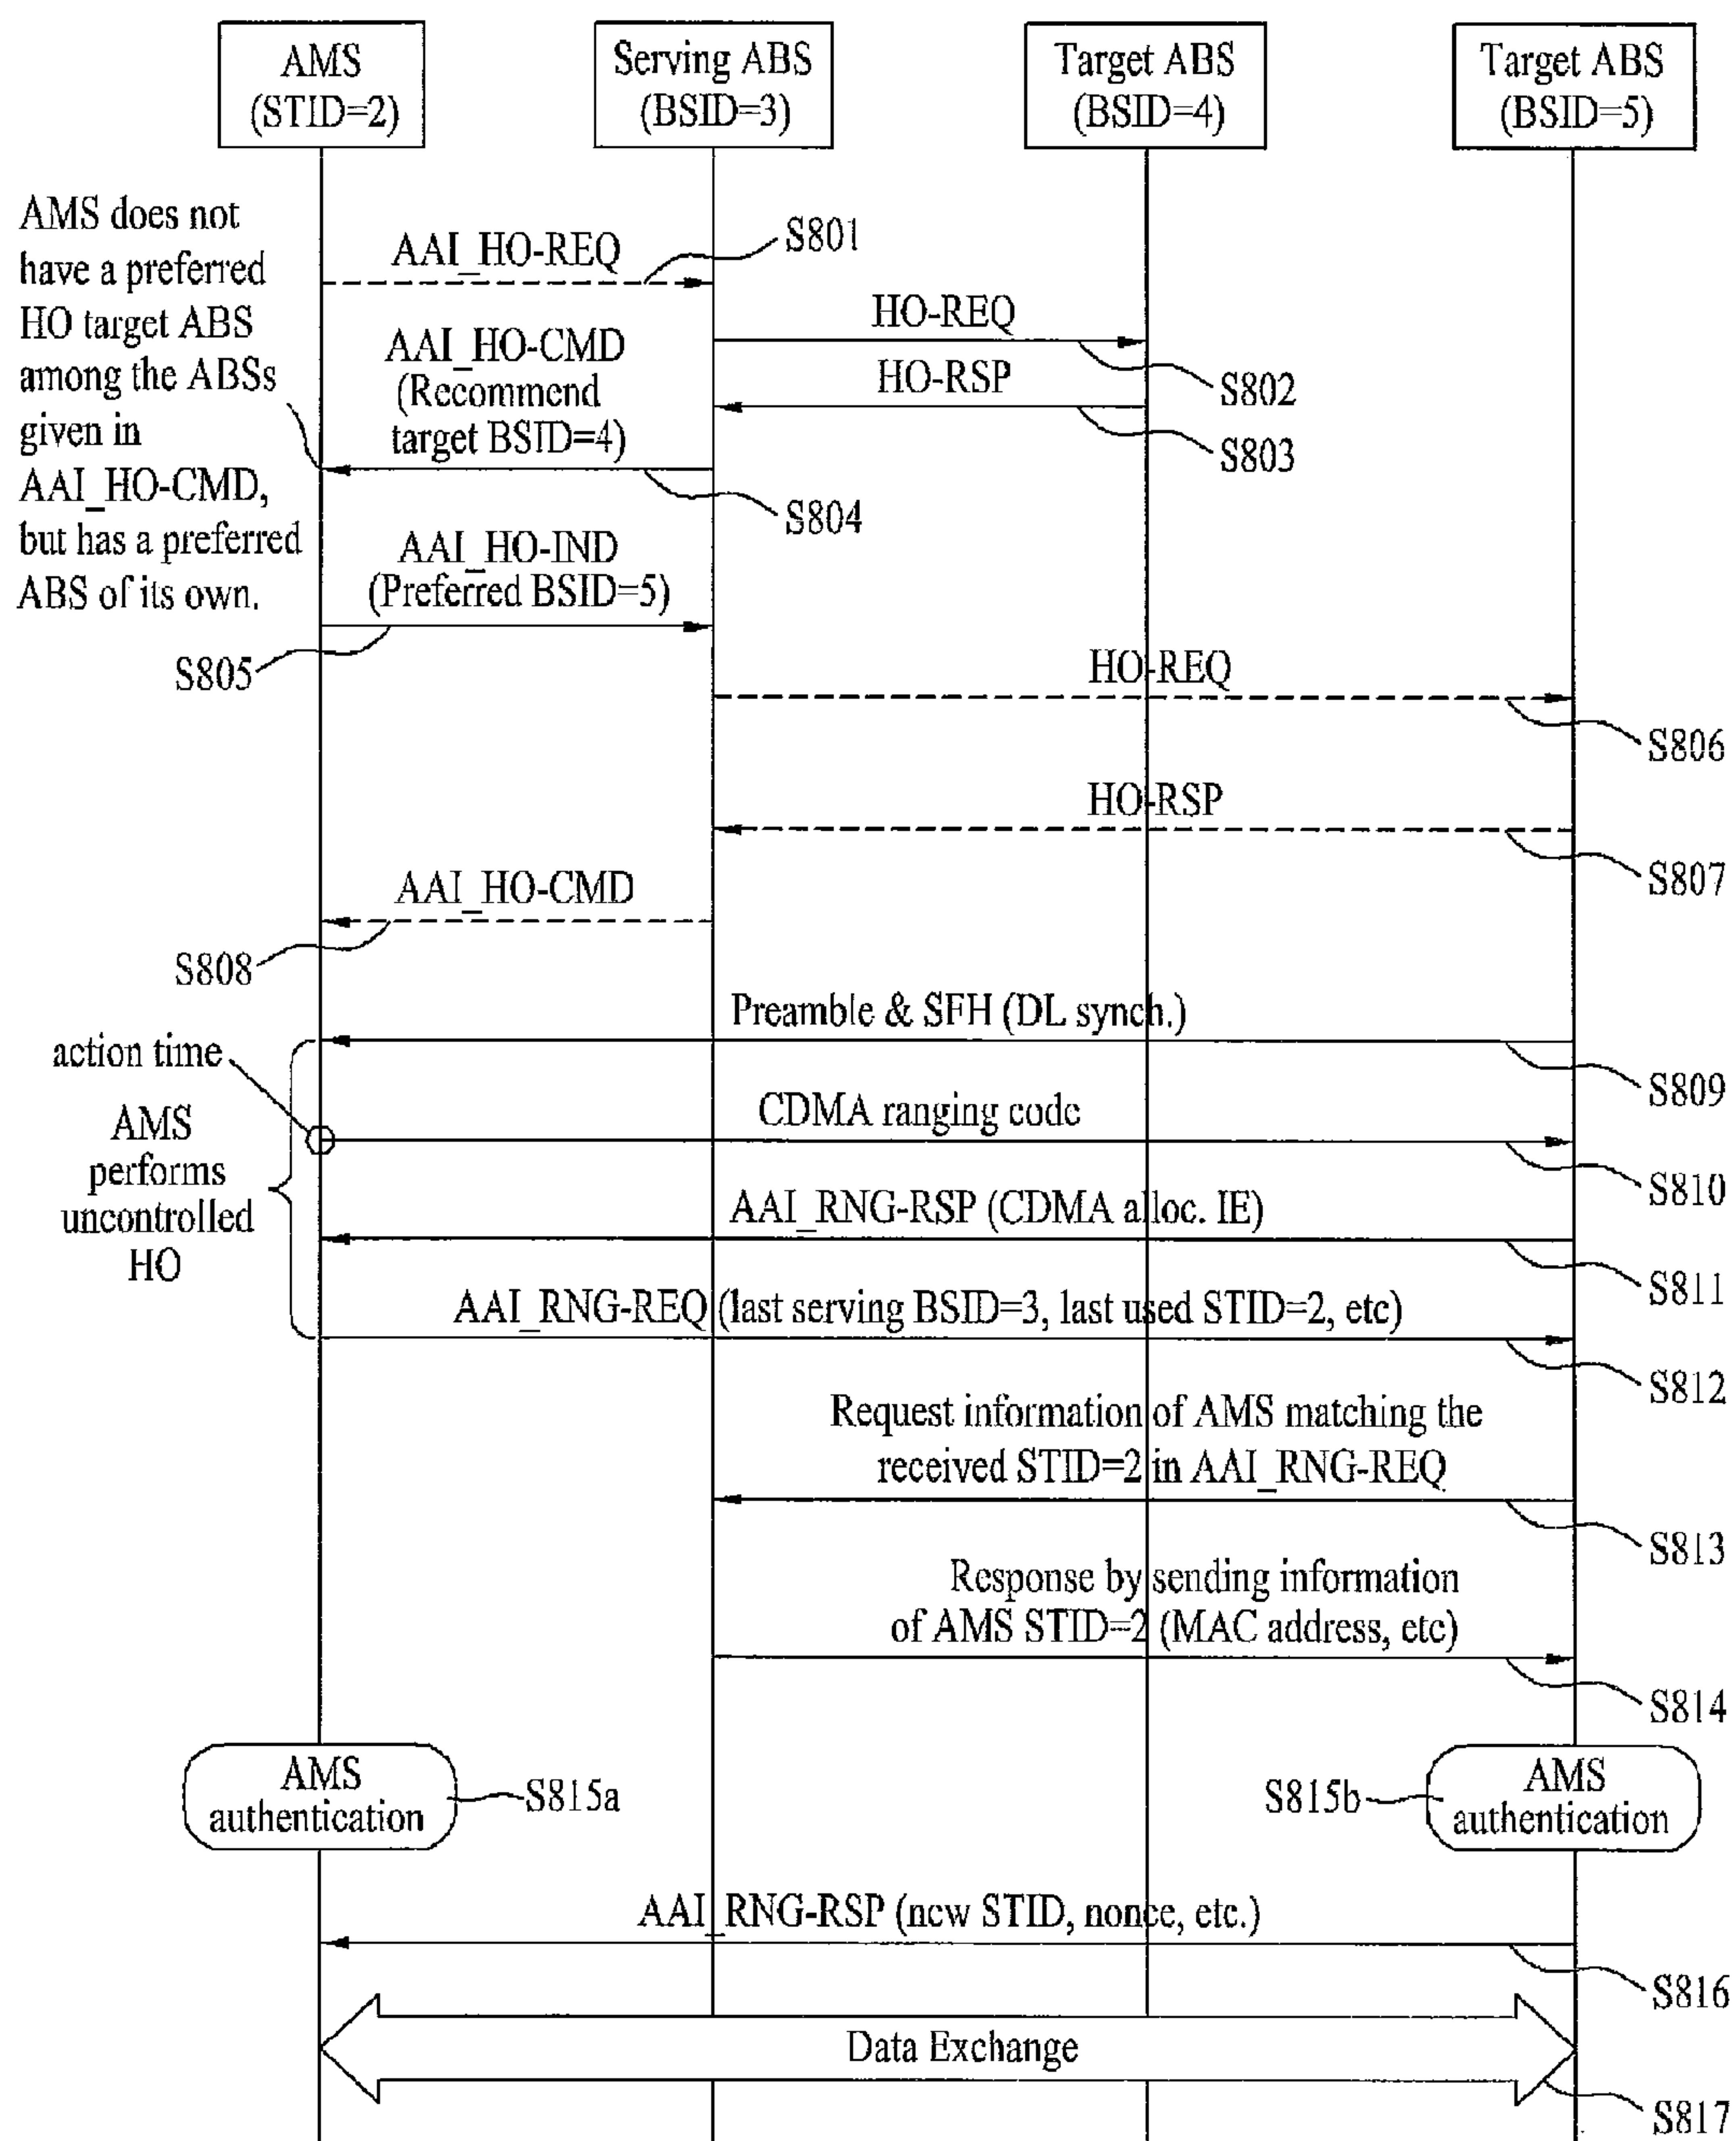 AMS
(STID=2)
Serving ABS
(BSID=3)
Target ABS
(BSID=4)
Target ABS
(BSID=5)
AMS does not
have a preferred
HO target ABS
among the ABSs
given in
AAI_HO-CMD,
but has a preferred
ABS of its own.
AAI_HO-REQ
S801
HO-REQ
S802
HO-RSP
S803
AAI_HO-CMD
(Recommend
target BSID=4)
S804
AAI_HO-IND
(Preferred BSID=5)
S805
HO-REQ
S806
HO-RSP
S807
AAI_HO-CMD
S808
Preamble & SFH (DL synch.)
S809
action time
AMS
performs
uncontrolled
HO
CDMA ranging code
S810
AAI_RNG-RSP (CDMA alloc. IE)
S811
AAI_RNG-REQ (last serving BSID=3, last used STID=2, etc)
S812
Request information of AMS matching the
received STID=2 in AAI_RNG-REQ
S813
Response by sending information
of AMS STID=2 (MAC address, etc)
S814
AMS
authentication
S815a
S815b
AMS
authentication
AAI_RNG-RSP (new STID, nonce, etc.)
S816
Data Exchange
S817